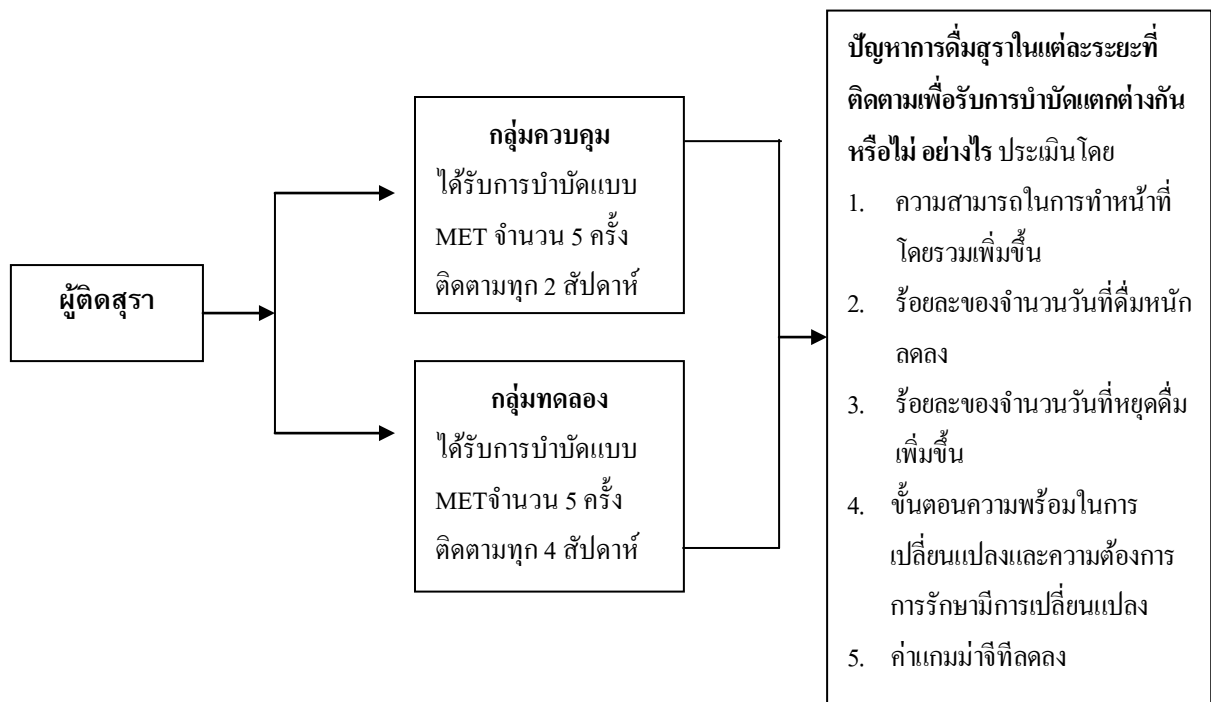 ผู้ติดสุรา
กลุ่มควบคุม
ได้รับการบำบัดแบบ
MET จำนวน 5 ครั้ง
ติดตามทุก 2 สัปดาห์
กลุ่มทดลอง
ได้รับการบำบัดแบบ
METจำนวน 5 ครั้ง
ติดตามทุก 4 สัปดาห์
ปัญหาการดื่มสุราในแต่ละระยะที่
ติดตามเพื่อรับการบำบัดแตกต่างกัน
หรือไม่ อย่างไร ประเมินโดย
1. ความสามารถในการทำหน้าที่
โดยรวมเพิ่มขึ้น
2. ร้อยละของจำนวนวันที่ดื่มหนัก
ลดลง
3. ร้อยละของจำนวนวันที่หยุดดื่ม
เพิ่มขึ้น
4. ขั้นตอนความพร้อมในการ
เปลี่ยนแปลงและความต้องการ
การรักษามีการเปลี่ยนแปลง
5. ค่าแกมม่าจีทีลดลง